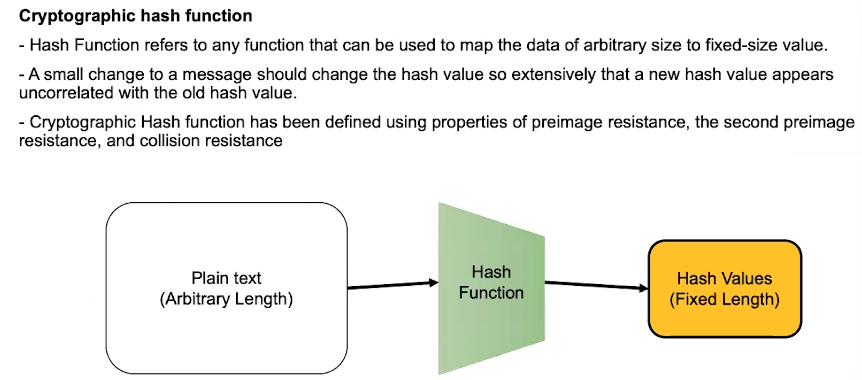 Cryptographic hash function
- Hash Function refers to any function that can be used to map the data of arbitrary size to fixed-size value.
- A small change to a message should change the hash value so extensively that a new hash value appears
uncorrelated with the old hash value.
- Cryptographic Hash function has been defined using properties of preimage resistance, the second preimage
resistance, and collision resistance
Plain text
(Arbitrary Length)
Hash
Function
Hash Values
(Fixed Length)